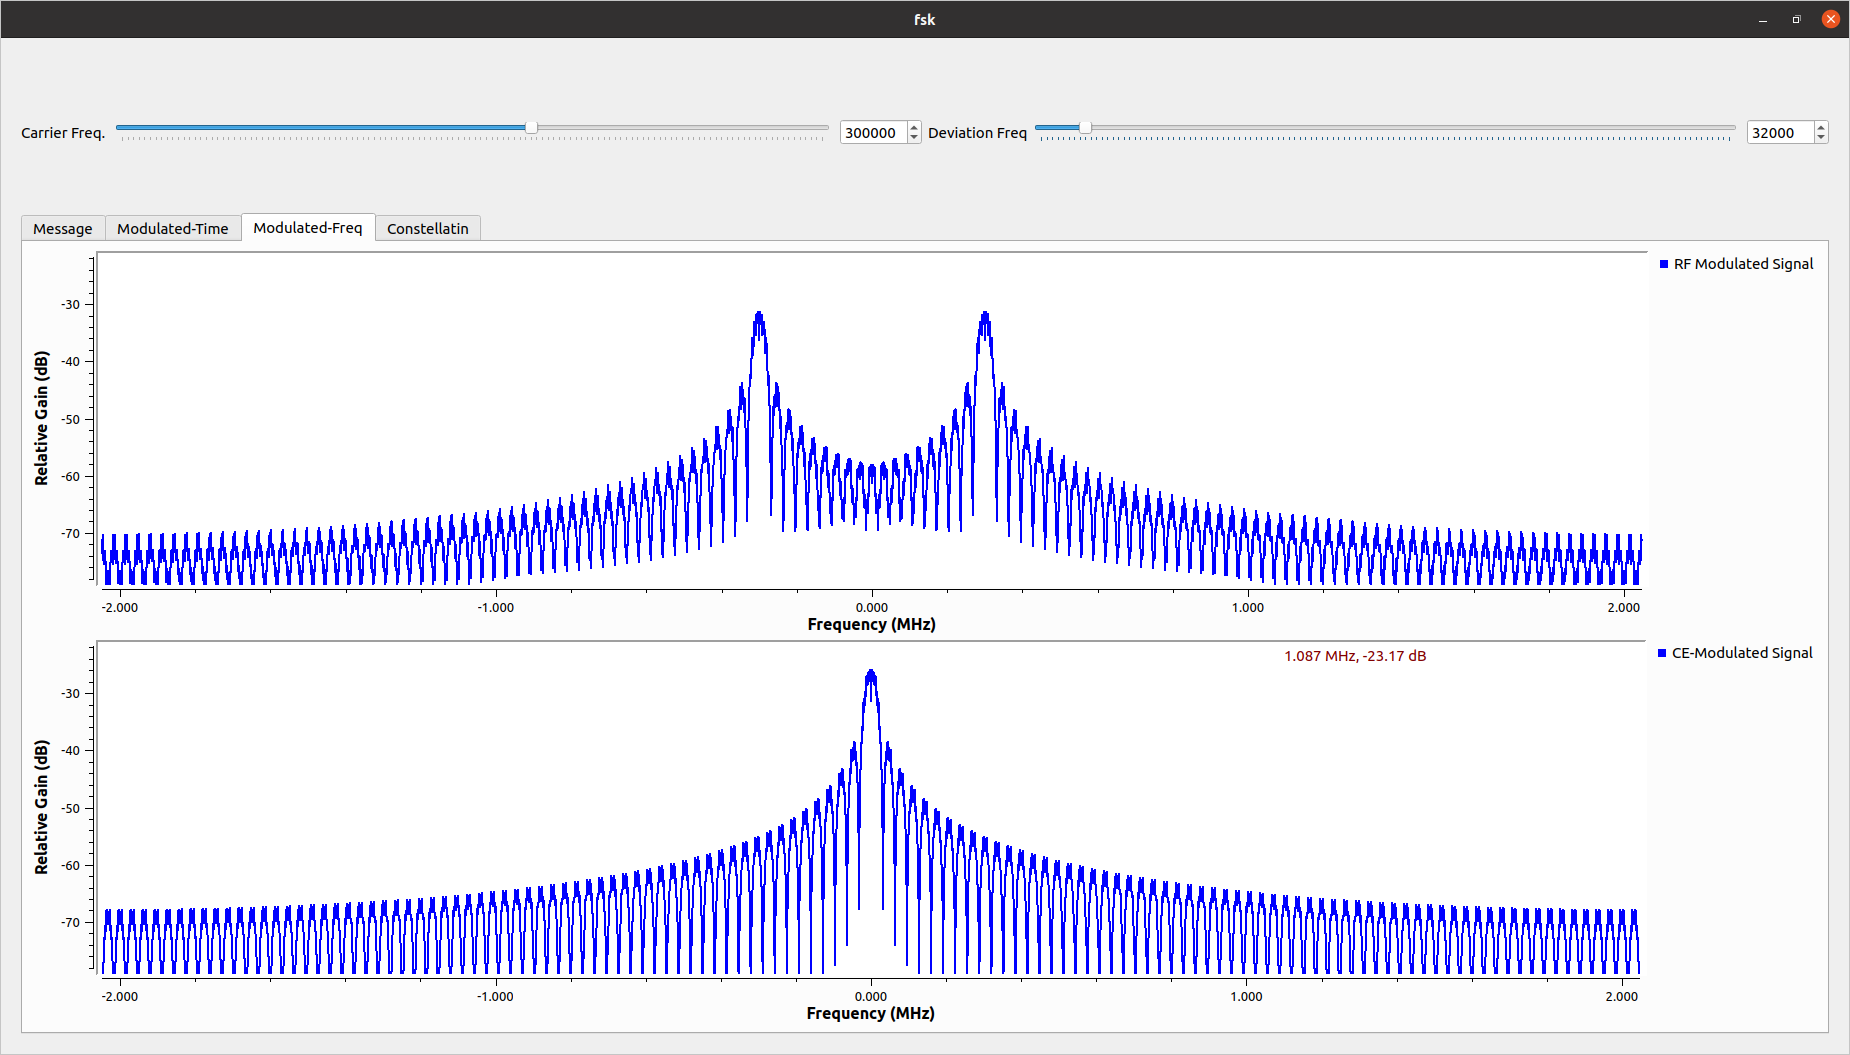 fsk
Carrier Freq. 300000 Deviation Freq 32000
Message Modulated-Time Modulated-Freq Constellatin
RF Modulated Signal
Relative Gain (dB)
-30
-40
-50
-60
-70
-2.000 -1.000 0.000 1.000 2.000
Frequency (MHz)
1.087 MHz, -23.17 dB
CE-Modulated Signal
Relative Gain (dB)
-30
-40
-50
-60
-70
-2.000 -1.000 0.000 1.000 2.000
Frequency (MHz)